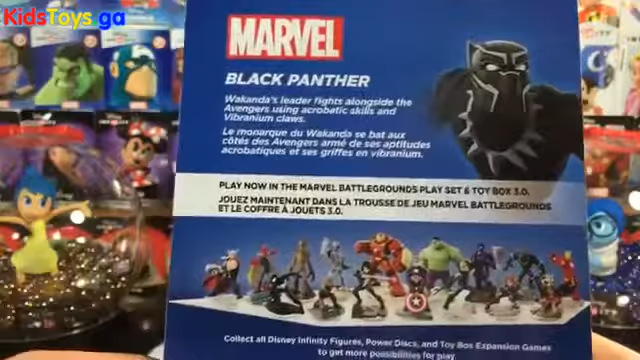 KidsToys.ga
MARVEL
BLACK PANTHER
Wakanda's leader fights alongside the
Avengers using acrobatic skills and
Vibranium claws.
Le monarque du Wakanda se bat aux
côtés des Avengers armé de ses aptitudes
acrobatiques et ses griffes en vibranium.
PLAY NOW IN THE MARVEL BATTLEGROUNDS PLAY SET & TOY BOX 3.0.
JOUEZ MAINTENANT DANS LA TROUSSE DE JEU MARVEL BATTLEGROUNDS
ET LE COFFRE À JOUETS 3.0.
Collect all Disney Infinity Figures, Power Discs, and Toy Box Expansion Games
to get more possibilities for play.